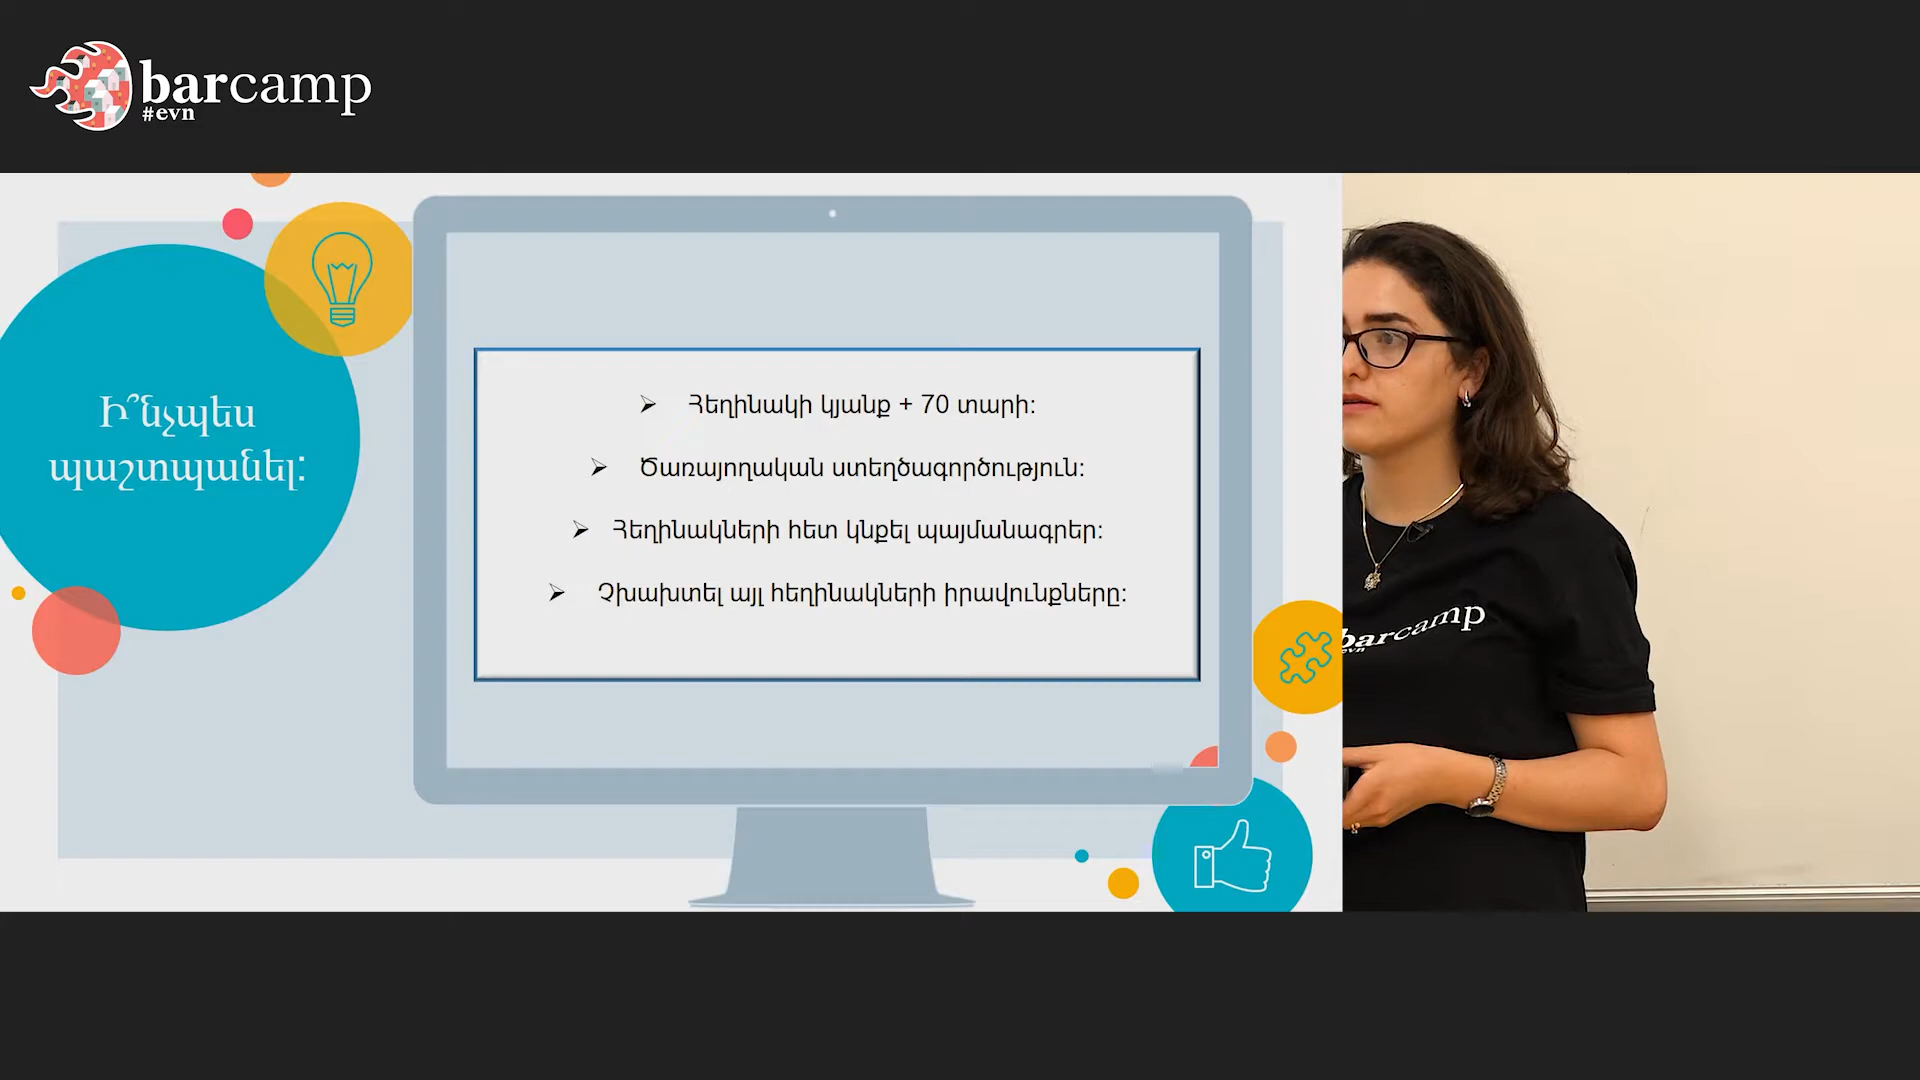 barcamp
#evn
Ի՞նչպես
պաշտպանել:
➢ Հեղինակի կյանք + 70 տարի:
➢ Ծառայողական ստեղծագործություն:
➢ Հեղինակների հետ կնքել պայմանագրեր:
➢ Չխախտել այլ հեղինակների իրավունքները:
barcamp
evn